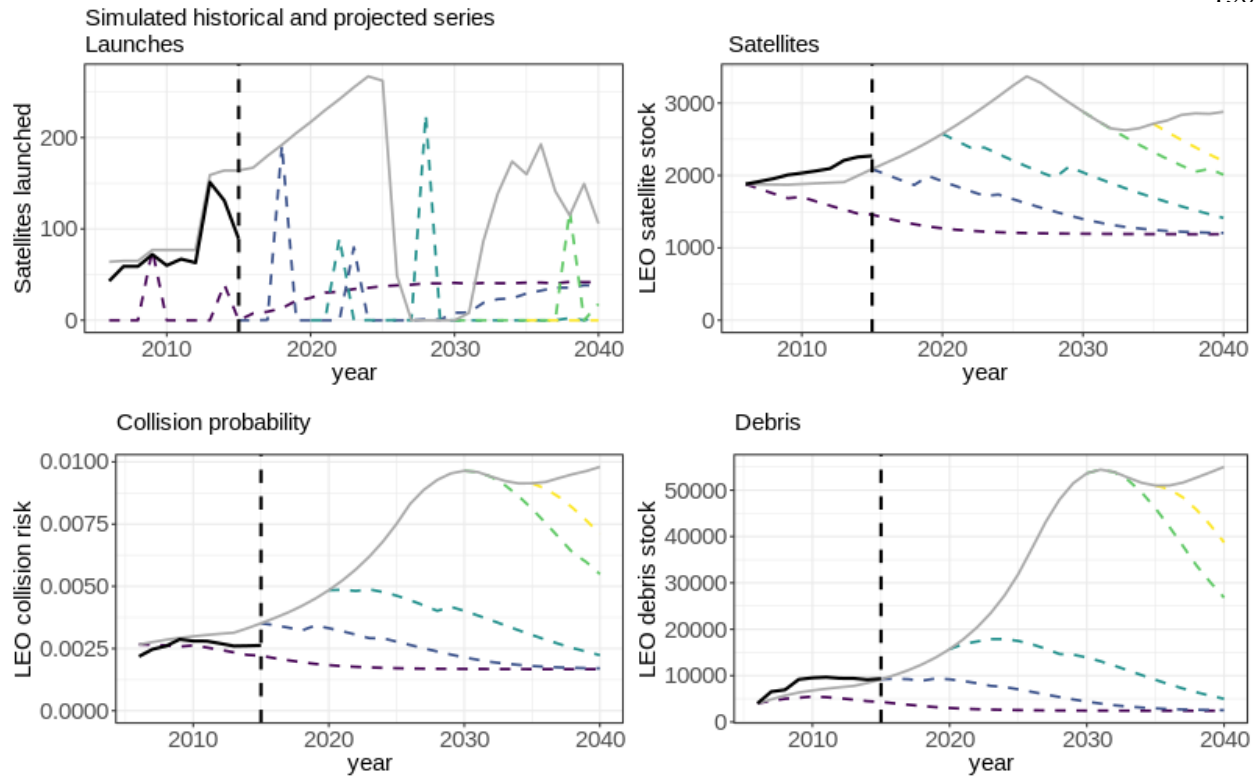 Simulated historical and projected series
Launches
Satellites launched
200
100
0
2010
2020
2030
2040
year
Satellites
LEO satellite stock
3000
2000
1000
0
2010
2020
2030
2040
year
Collision probability
LEO collision risk
0.0100
0.0075
0.0050
0.0025
0.0000
2010
2020
2030
2040
year
Debris
LEO debris stock
50000
40000
30000
20000
10000
0
2010
2020
2030
2040
year